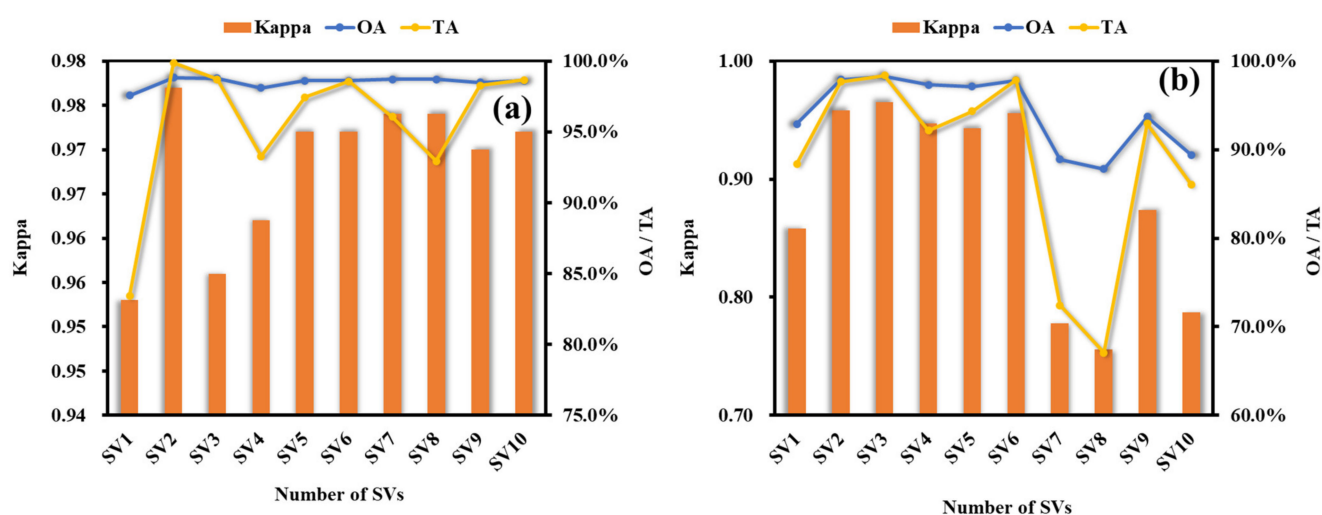 Kappa OA TA
0.98
0.98
0.97
0.97
0.96
0.96
0.95
0.95
0.94
Kappa
100.0%
95.0%
90.0%
85.0%
80.0%
75.0%
OA / TA
(a)
SV1 SV2 SV3 SV4 SV5 SV6 SV7 SV8 SV9 SV10
Number of SVs
Kappa OA TA
1.00
0.90
0.80
0.70
Kappa
100.0%
90.0%
80.0%
70.0%
60.0%
OA / TA
(b)
SV1 SV2 SV3 SV4 SV5 SV6 SV7 SV8 SV9 SV10
Number of SVs